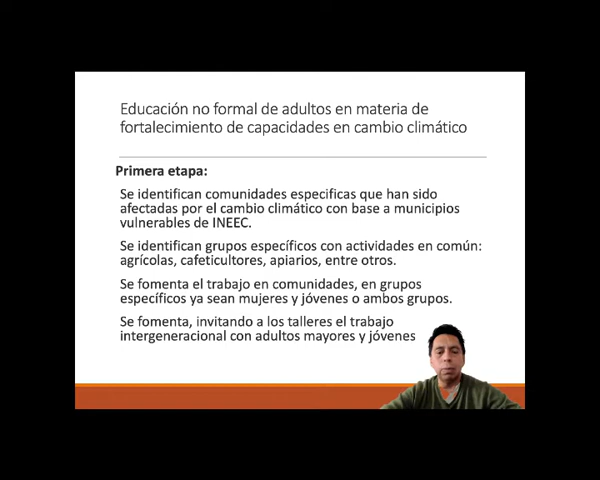 Educación no formal de adultos en materia de
fortalecimiento de capacidades en cambio climático
Primera etapa:
Se identifican comunidades especificas que han sido
afectadas por el cambio climático con base a municipios
vulnerables de INEEC.
Se identifican grupos específicos con actividades en común:
agrícolas, cafeticultores, apiarios, entre otros.
Se fomenta el trabajo en comunidades, en grupos
específicos ya sean mujeres y jóvenes o ambos grupos.
Se fomenta, invitando a los talleres el trabajo
intergeneracional con adultos mayores y jóvenes